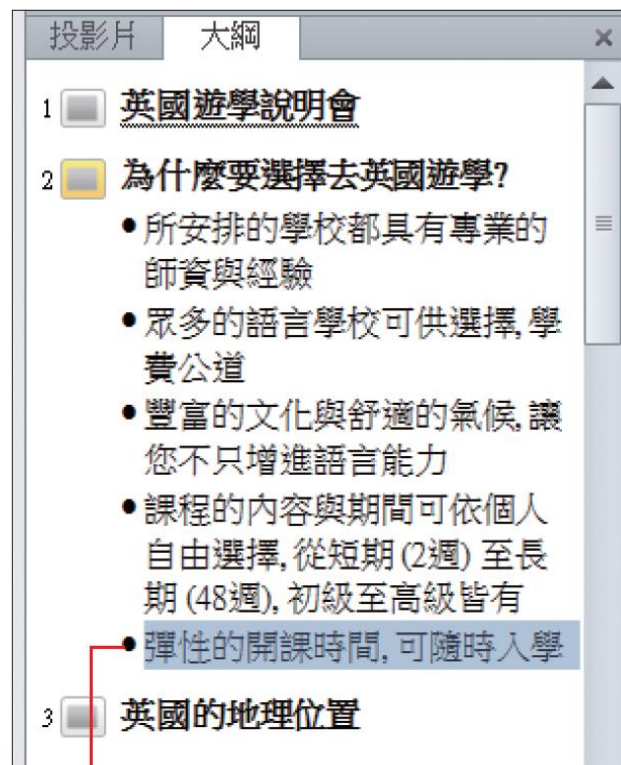 投影片 大綱
1 英國遊學說明會
2 為什麼要選擇去英國遊學?
•所安排的學校都具有專業的
師資與經驗
•眾多的語言學校可供選擇, 學
費公道
•豐富的文化與舒適的氣候, 讓
您不只增進語言能力
•課程的內容與期間可依個人
自由選擇, 從短期 (2週) 至長
期 (48週), 初級至高級皆有
•彈性的開課時間, 可隨時入學
3 英國的地理位置